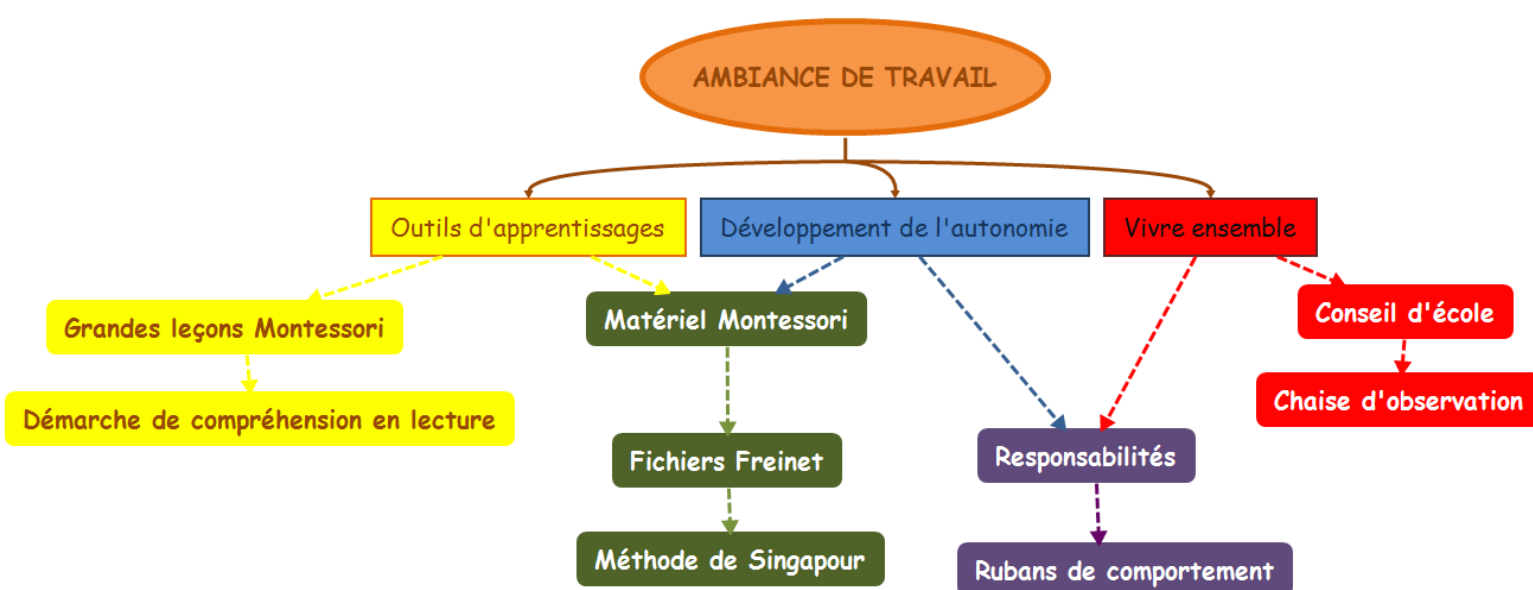 AMBIANCE DE TRAVAIL
Outils d'apprentissages
Développement de l'autonomie
Vivre ensemble
Grandes leçons Montessori
Matériel Montessori
Conseil d'école
Démarche de compréhension en lecture
Chaise d'observation
Fichiers Freinet
Responsabilités
Méthode de Singapour
Rubans de comportement